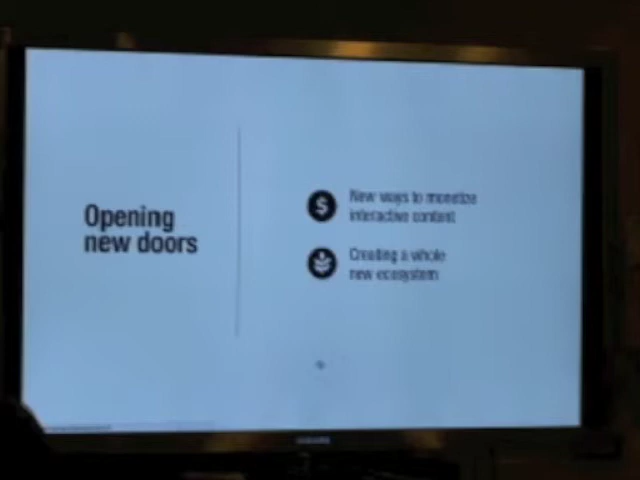 Opening
new doors
$
New ways to monetize
interactive content
Creating a whole
new ecosystem